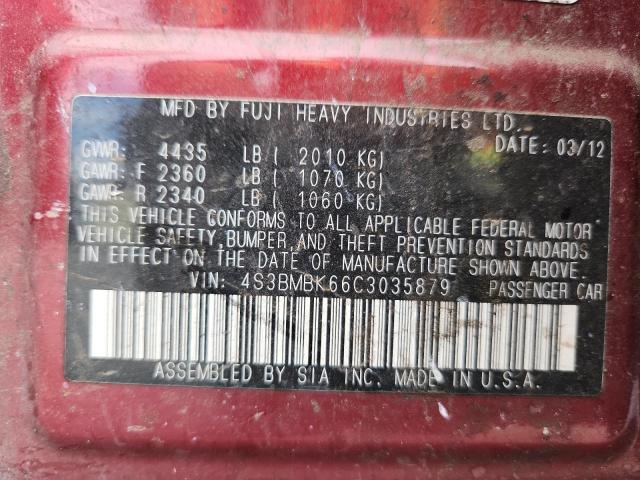 MFD BY FUJI HEAVY INDUSTRIES LTD.
DATE: 03/12
GVWR: 4435 LB ( 2010 KG)
GAWR: F 2360 LB ( 1070 KG)
GAWR: R 2340 LB ( 1060 KG)
THIS VEHICLE CONFORMS TO ALL APPLICABLE FEDERAL MOTOR
VEHICLE SAFETY, BUMPER, AND THEFT PREVENTION STANDARDS
IN EFFECT ON THE DATE OF MANUFACTURE SHOWN ABOVE.
VIN: 4S3BMBK66C3035879 PASSENGER CAR
ASSEMBLED BY SIA INC. MADE IN U.S.A.